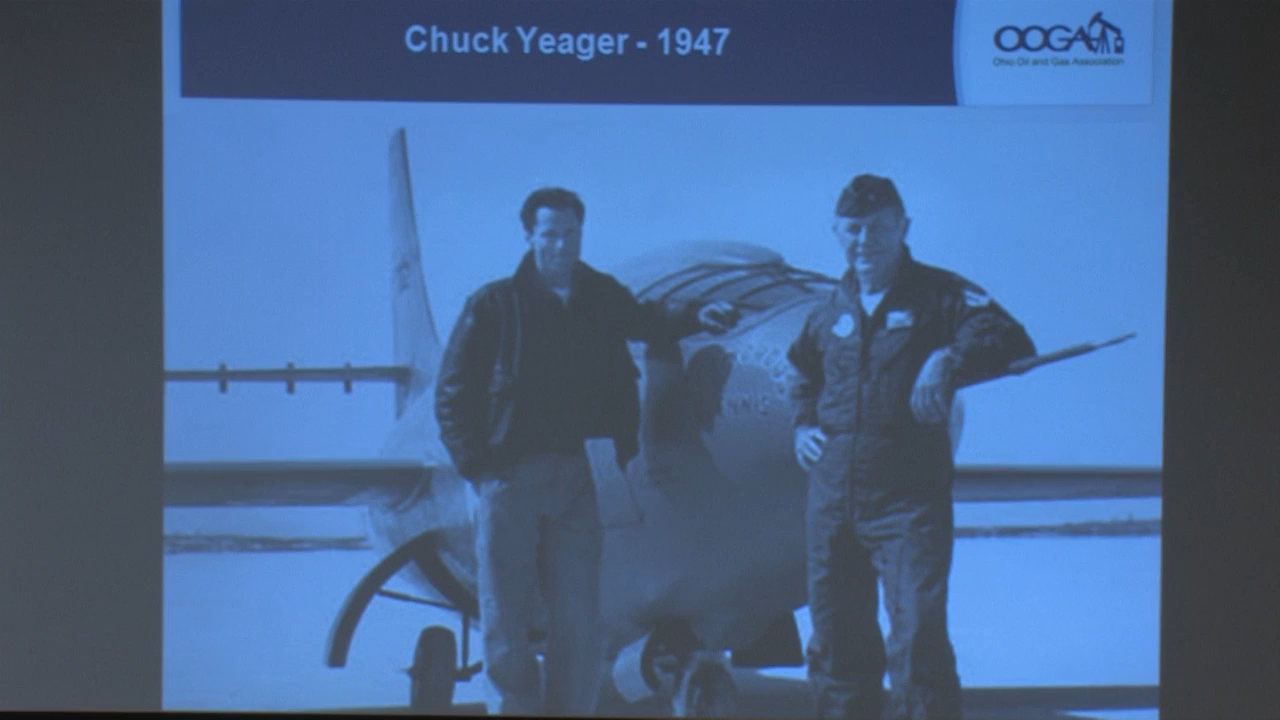 Chuck Yeager - 1947
OOGA
Ohio Oil and Gas Association